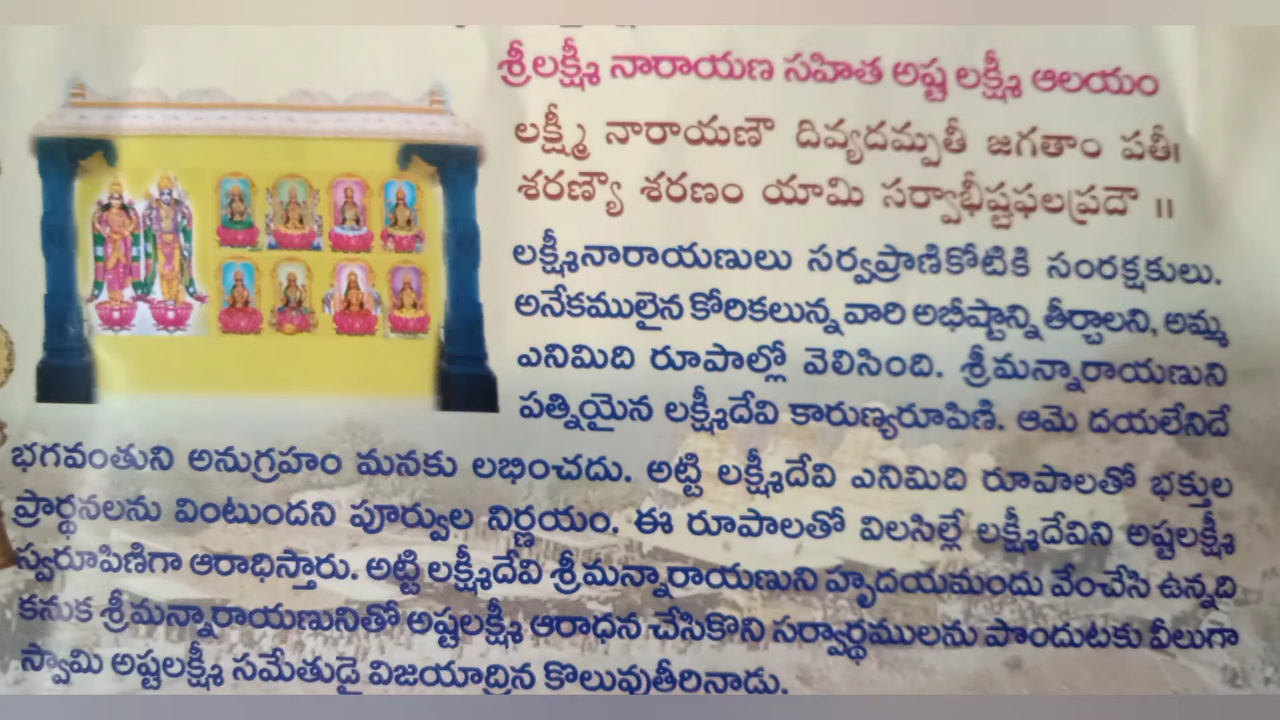 శ్రీలక్ష్మీ నారాయణ సహిత అష్ట లక్ష్మీ ఆలయం
లక్ష్మీ నారాయణౌ దివ్యదమ్పతీ జగతాం పతీ।
శరణ్యౌ శరణం యామి సర్వాభీష్టఫలప్రదౌ ॥
లక్ష్మీనారాయణులు సర్వప్రాణికోటికి సంరక్షకులు.
అనేకములైన కోరికలున్న వారి అభీష్టాన్ని తీర్చాలని, అమ్మ
ఎనిమిది రూపాల్లో వెలిసింది. శ్రీమన్నారాయణుని
పత్నియైన లక్ష్మీదేవి కారుణ్యరూపిణి. ఆమె దయలేనిదే
భగవంతుని అనుగ్రహం మనకు లభించదు. అట్టి లక్ష్మీదేవి ఎనిమిది రూపాలతో భక్తుల
ప్రార్థనలను వింటుందని పూర్వుల నిర్ణయం. ఈ రూపాలతో విలసిల్లే లక్ష్మీదేవిని అష్టలక్ష్మీ
స్వరూపిణిగా ఆరాధిస్తారు. అట్టి లక్ష్మీదేవి శ్రీమన్నారాయణుని హృదయమందు వేంచేసి ఉన్నది
కనుక శ్రీమన్నారాయణునితో అష్టలక్ష్మీ ఆరాధన చేసికొని సర్వార్థములను పొందుటకు వీలుగా
స్వామి అష్టలక్ష్మీ సమేతుడై విజయాద్రిన కొలువుతీరినాడు.